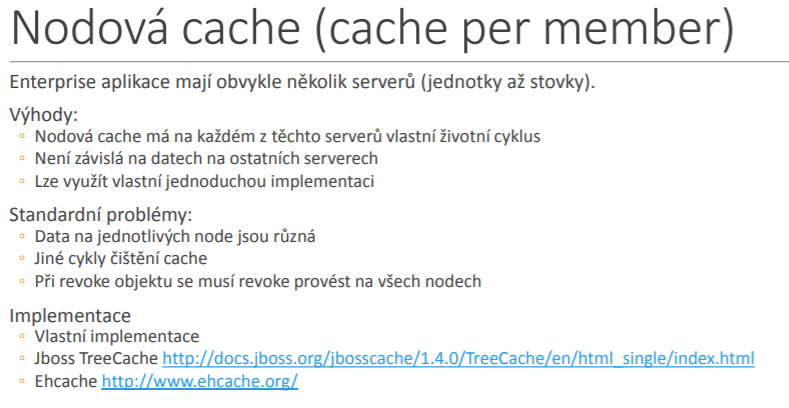 Nodová cache (cache per member)
Enterprise aplikace mají obvykle několik serverů (jednotky až stovky).
Výhody:
◦ Nodová cache má na každém z těchto serverů vlastní životní cyklus
◦ Není závislá na datech na ostatních serverech
◦ Lze využít vlastní jednoduchou implementaci
Standardní problémy:
◦ Data na jednotlivých node jsou různá
◦ Jiné cykly čištění cache
◦ Při revoke objektu se musí revoke provést na všech nodech
Implementace
◦ Vlastní implementace
◦ Jboss TreeCache http://docs.jboss.org/jbosscache/1.4.0/TreeCache/en/html_single/index.html
◦ Ehcache http://www.ehcache.org/